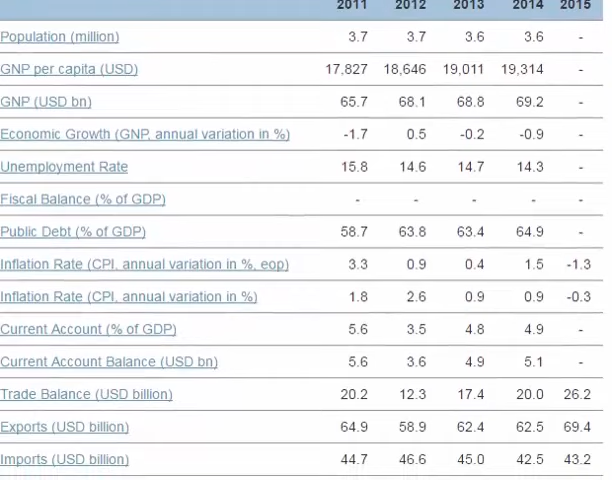 2011 2012 2013 2014 2015
Population (million) 3.7 3.7 3.6 3.6 -
GNP per capita (USD) 17,827 18,646 19,011 19,314 -
GNP (USD bn) 65.7 68.1 68.8 69.2 -
Economic Growth (GNP, annual variation in %) -1.7 0.5 -0.2 -0.9 -
Unemployment Rate 15.8 14.6 14.7 14.3 -
Fiscal Balance (% of GDP) - - - - -
Public Debt (% of GDP) 58.7 63.8 63.4 64.9 -
Inflation Rate (CPI, annual variation in %, eop) 3.3 0.9 0.4 1.5 -1.3
Inflation Rate (CPI, annual variation in %) 1.8 2.6 0.9 0.9 -0.3
Current Account (% of GDP) 5.6 3.5 4.8 4.9 -
Current Account Balance (USD bn) 5.6 3.6 4.9 5.1 -
Trade Balance (USD billion) 20.2 12.3 17.4 20.0 26.2
Exports (USD billion) 64.9 58.9 62.4 62.5 69.4
Imports (USD billion) 44.7 46.6 45.0 42.5 43.2